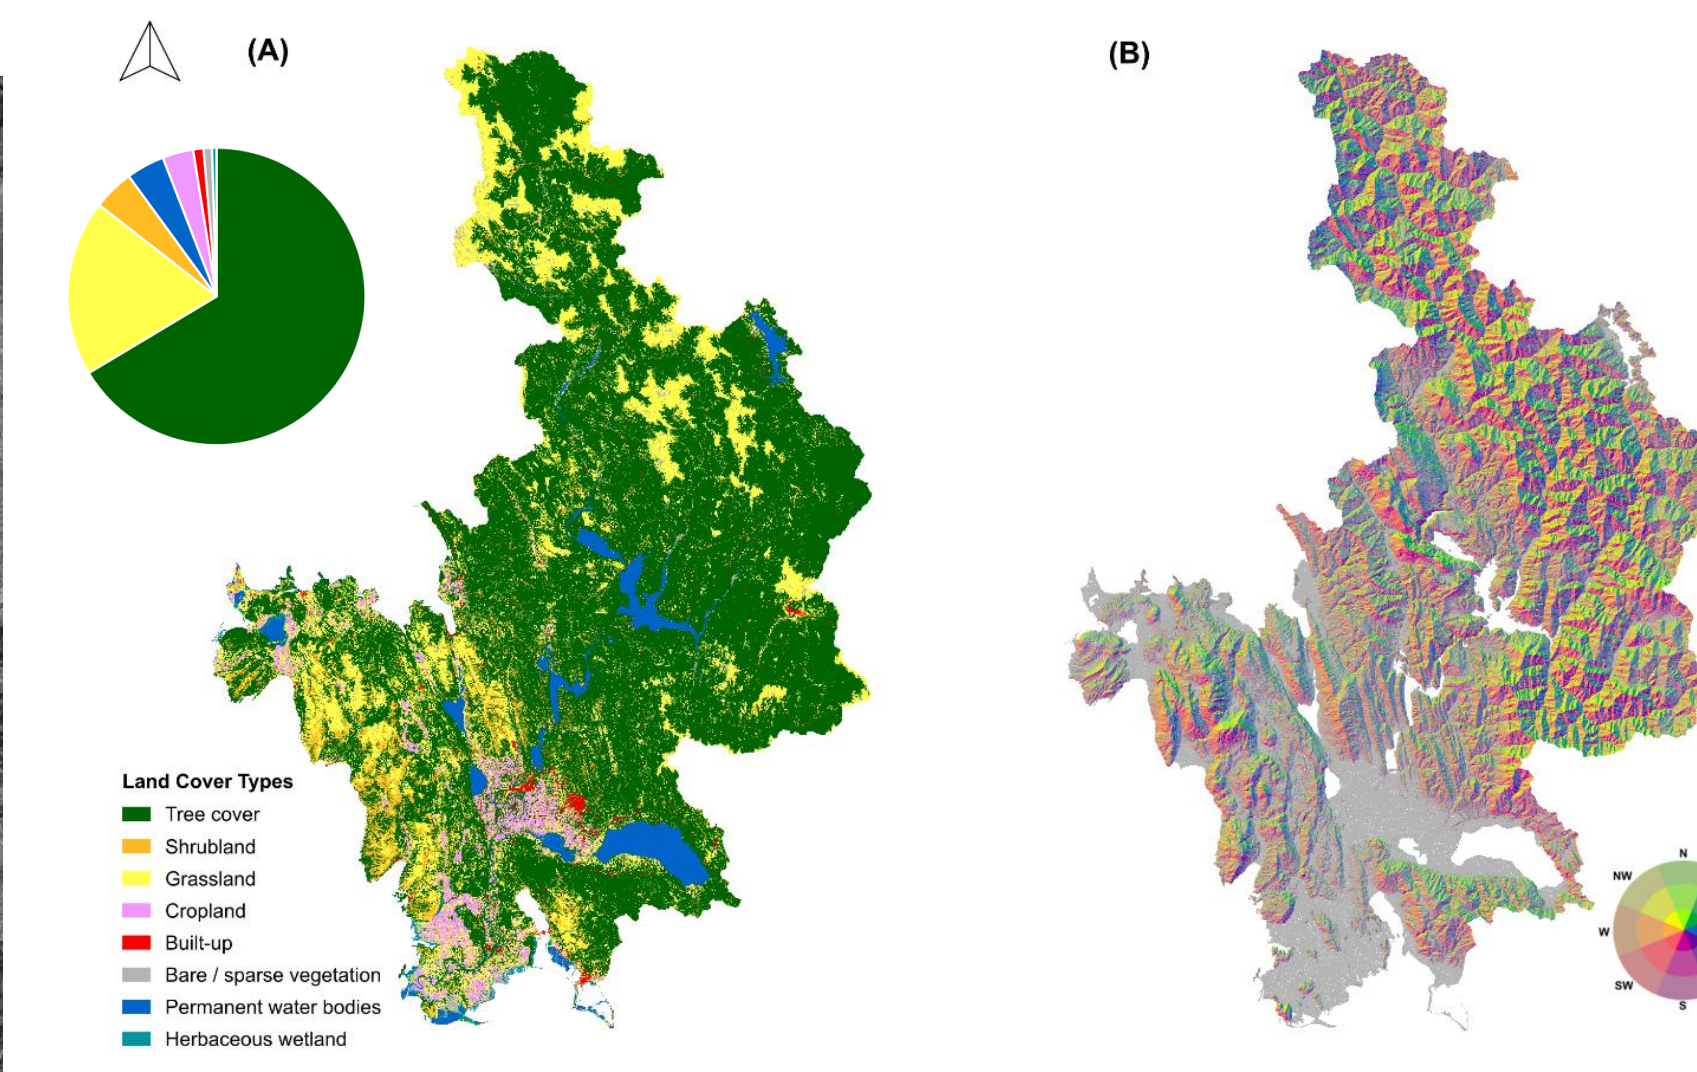 (A)
(B)
Land Cover Types
Tree cover
Shrubland
Grassland
Cropland
Built-up
Bare / sparse vegetation
Permanent water bodies
Herbaceous wetland
N
NW
W
SW
S